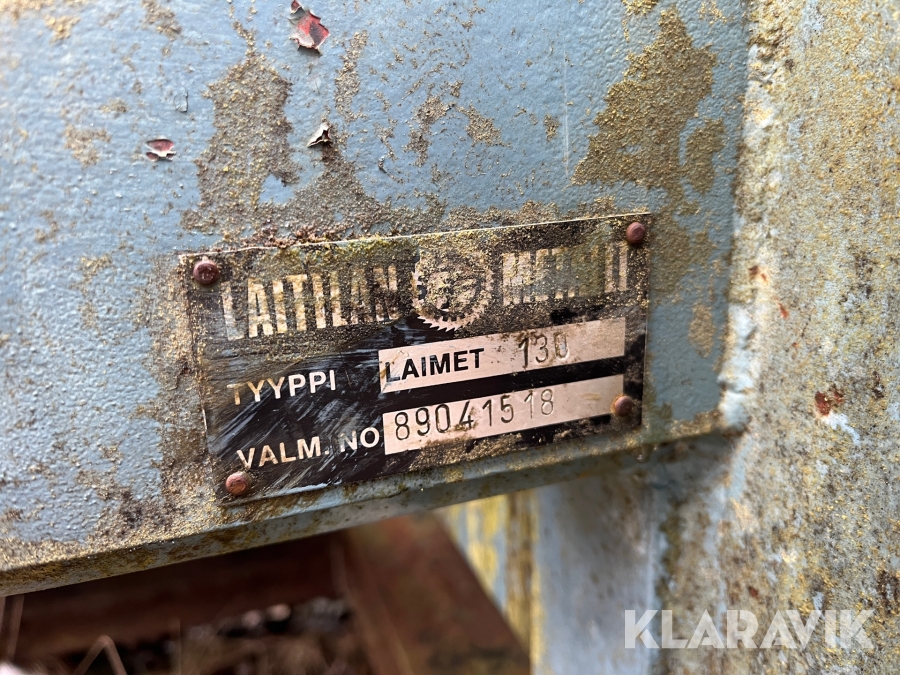 LAITILAN METALLI
TYYPPI LAIMET 130
VALM. NO 89041518
KLARAVIK